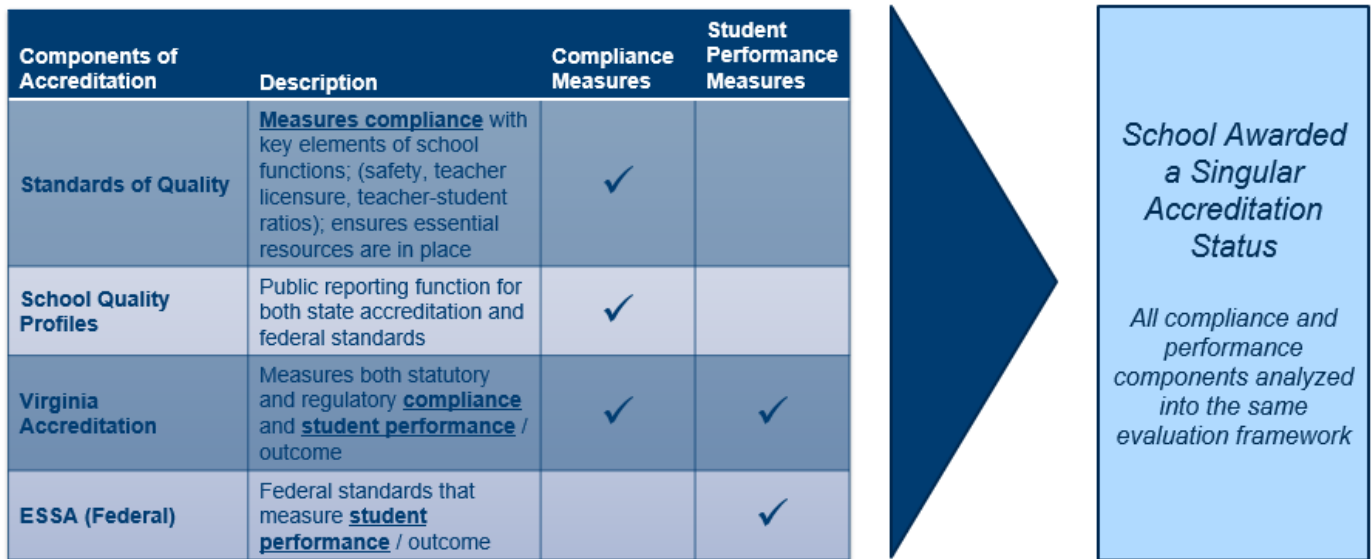 Components of
Accreditation
Description
Compliance
Measures
Student
Performance
Measures
Standards of Quality
Measures compliance with
key elements of school
functions; (safety, teacher
licensure, teacher-student
ratios); ensures essential
resources are in place
✓
School Quality
Profiles
Public reporting function for
both state accreditation and
federal standards
✓
Virginia
Accreditation
Measures both statutory
and regulatory compliance
and student performance /
outcome
✓
✓
ESSA (Federal)
Federal standards that
measure student
performance / outcome
✓
School Awarded
a Singular
Accreditation
Status
All compliance and
performance
components analyzed
into the same
evaluation framework